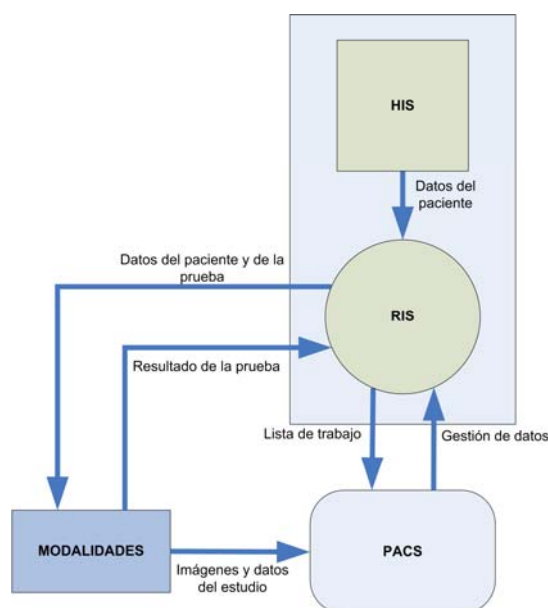 HIS
Datos del
paciente
Datos del paciente y de la
prueba
RIS
Resultado de la prueba
Lista de trabajo
Gestión de datos
MODALIDADES
PACS
Imágenes y datos
del estudio